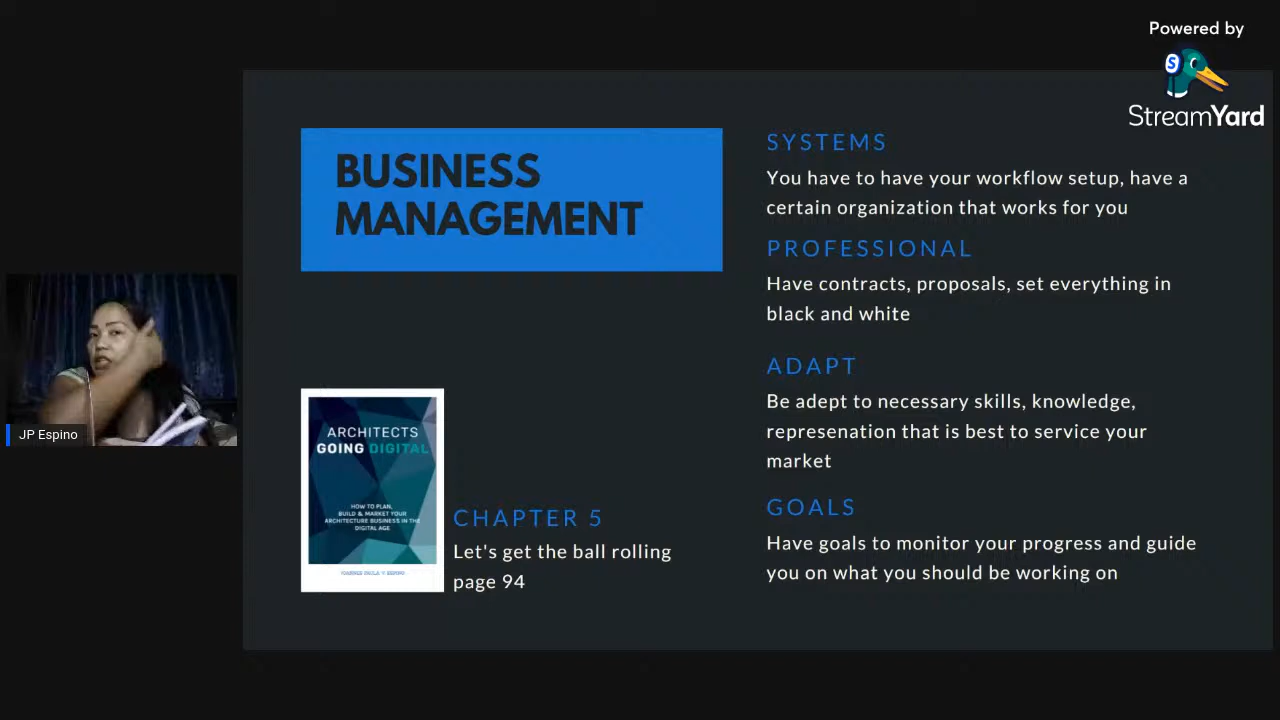 Powered by
StreamYard
BUSINESS
MANAGEMENT
SYSTEMS
You have to have your workflow setup, have a
certain organization that works for you
PROFESSIONAL
Have contracts, proposals, set everything in
black and white
ADAPT
Be adept to necessary skills, knowledge,
represenation that is best to service your
market
GOALS
Have goals to monitor your progress and guide
you on what you should be working on
JP Espino
ARCHITECTS
GOING DIGITAL
HOW TO PLAN,
BUILD & MARKET YOUR
ARCHITECTURE BUSINESS IN THE
DIGITAL AGE
CHAPTER 5
Let's get the ball rolling
page 94